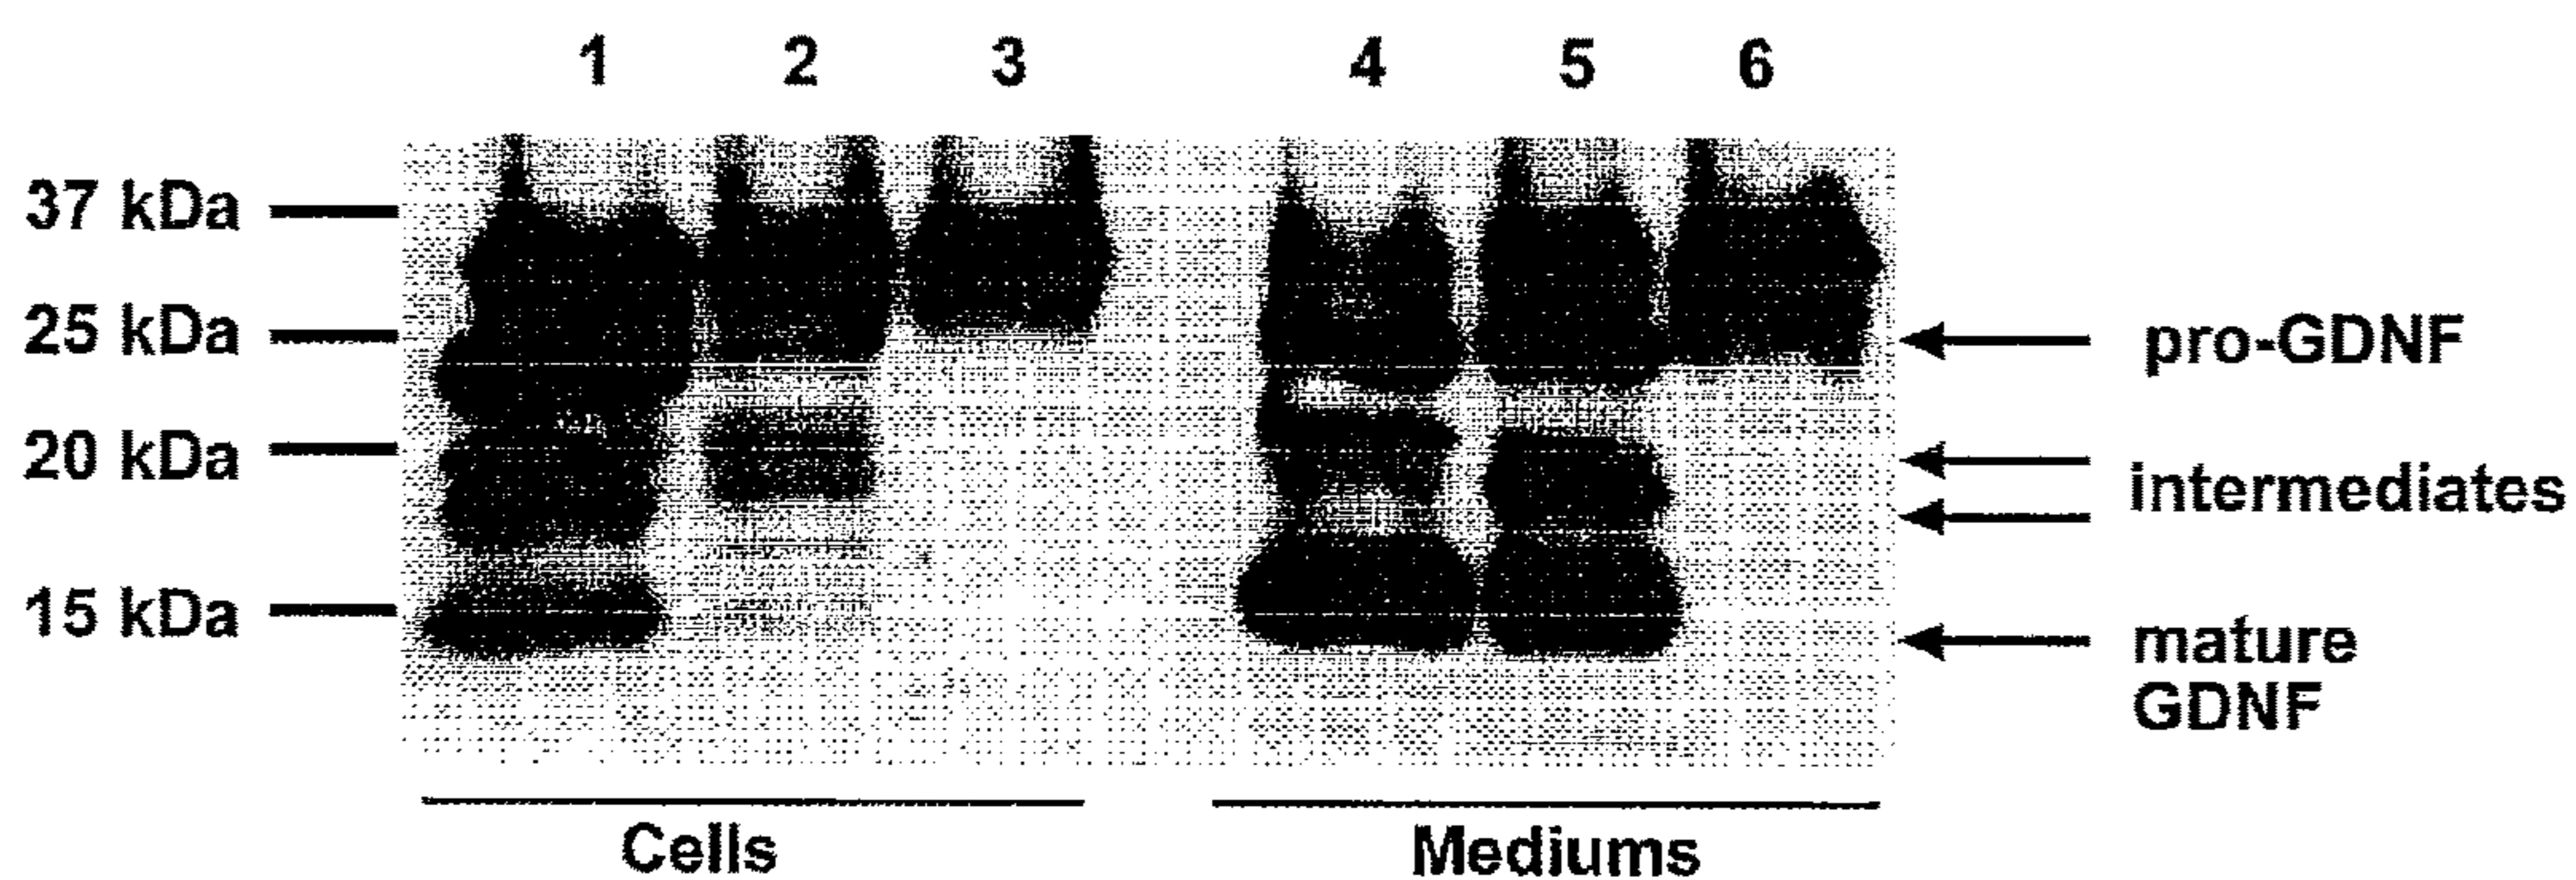 1 2 3 4 5 6
37 kDa
25 kDa
pro-GDNF
20 kDa
intermediates
15 kDa
mature
GDNF
Cells
Mediums